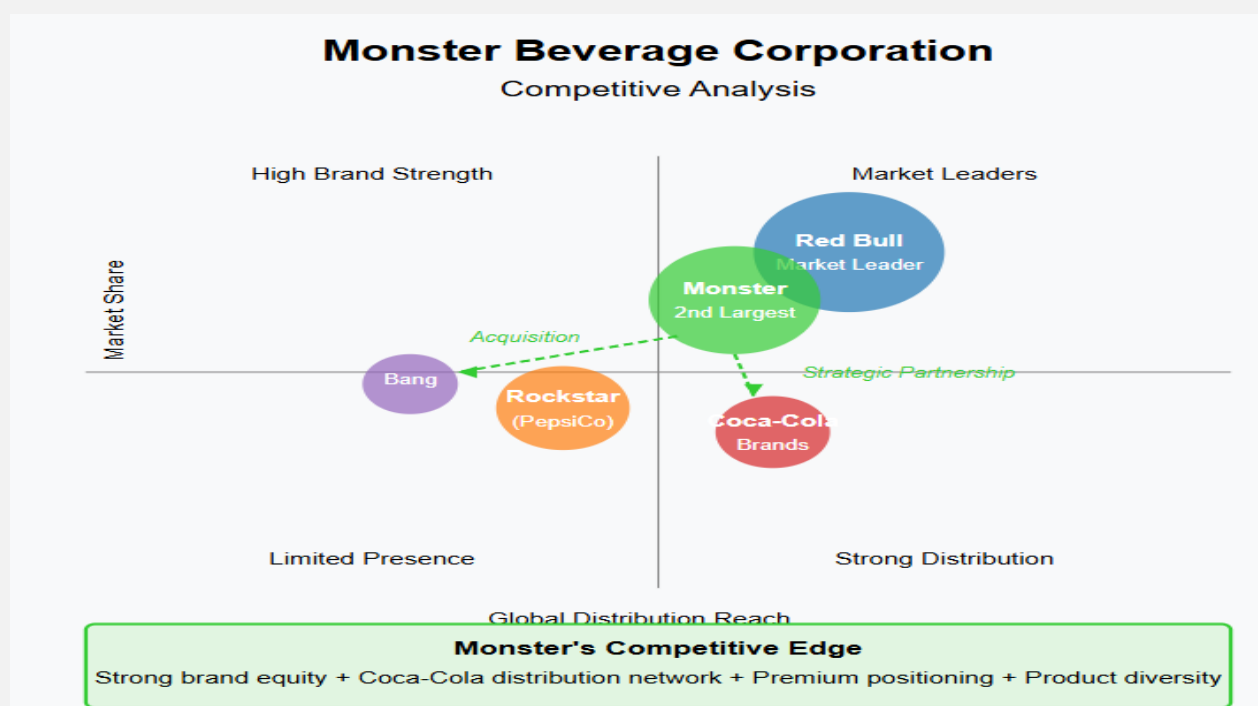 Monster Beverage Corporation
Competitive Analysis
High Brand Strength
Market Leaders
Market Share
Red Bull
Market Leader
Monster
2nd Largest
Acquisition
Strategic Partnership
Bang
Rockstar
(PepsiCo)
Coca-Cola
Brands
Limited Presence
Strong Distribution
Global Distribution Reach
Monster's Competitive Edge
Strong brand equity + Coca-Cola distribution network + Premium positioning + Product diversity